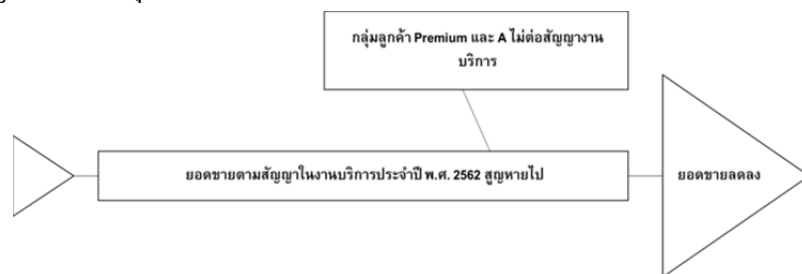 กลุ่มลูกค้า Premium และ A ไม่ต่อสัญญางาน
บริการ
ยอดขายตามสัญญาในงานบริการประจำปี พ.ศ. 2562 สูญหายไป
ยอดขายลดลง